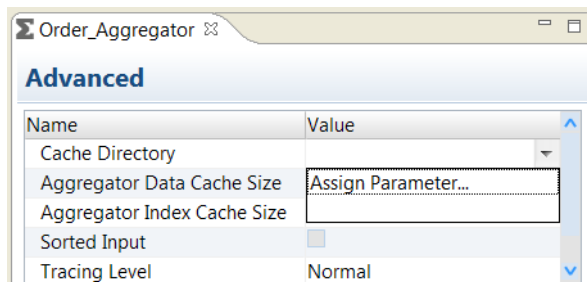 Order_Aggregator
Advanced
Name Value
Cache Directory
Aggregator Data Cache Size Assign Parameter...
Aggregator Index Cache Size
Sorted Input
Tracing Level Normal